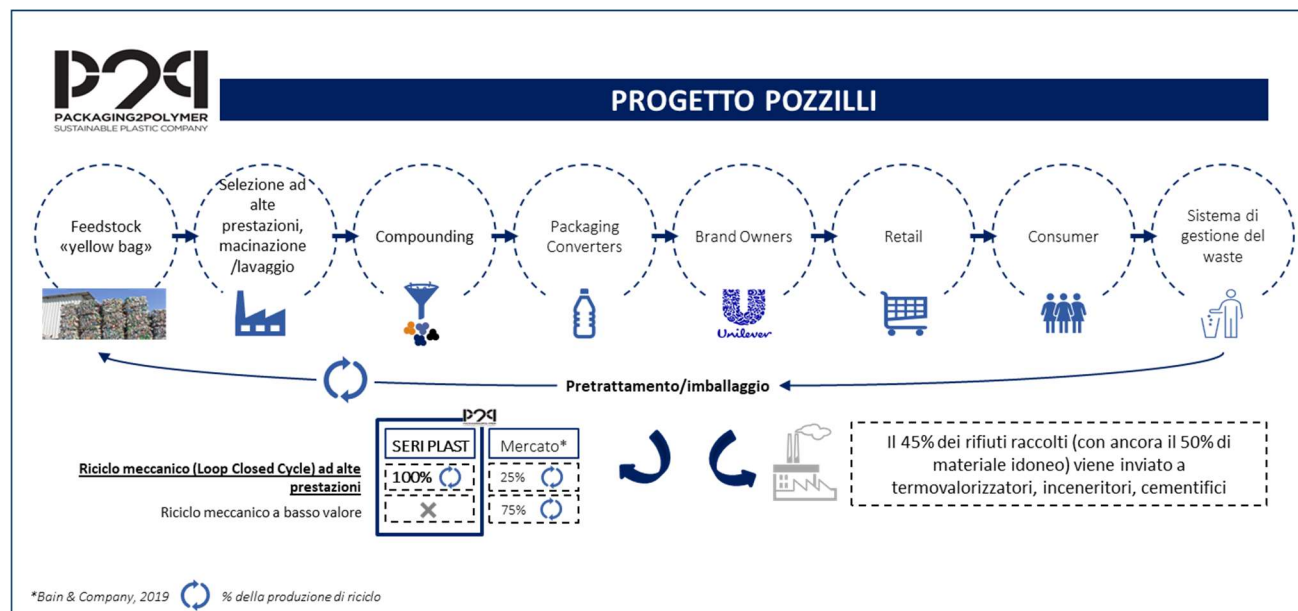 P2P
PACKAGING2POLYMER
SUSTAINABLE PLASTIC COMPANY
PROGETTO POZZILLI
Feedstock
«yellow bag»
Selezione ad
alte
prestazioni,
macinazione
/lavaggio
Compounding
Packaging
Converters
Brand Owners
Retail
Consumer
Sistema di
gestione del
waste
Unilever
Pretrattamento/imballaggio
P2P
SERI PLAST
Mercato*
Riciclo meccanico (Loop Closed Cycle) ad alte
prestazioni
100%
25%
Riciclo meccanico a basso valore
75%
Il 45% dei rifiuti raccolti (con ancora il 50% di
materiale idoneo) viene inviato a
termovalorizzatori, inceneritori, cementifici
*Bain & Company, 2019
% della produzione di riciclo